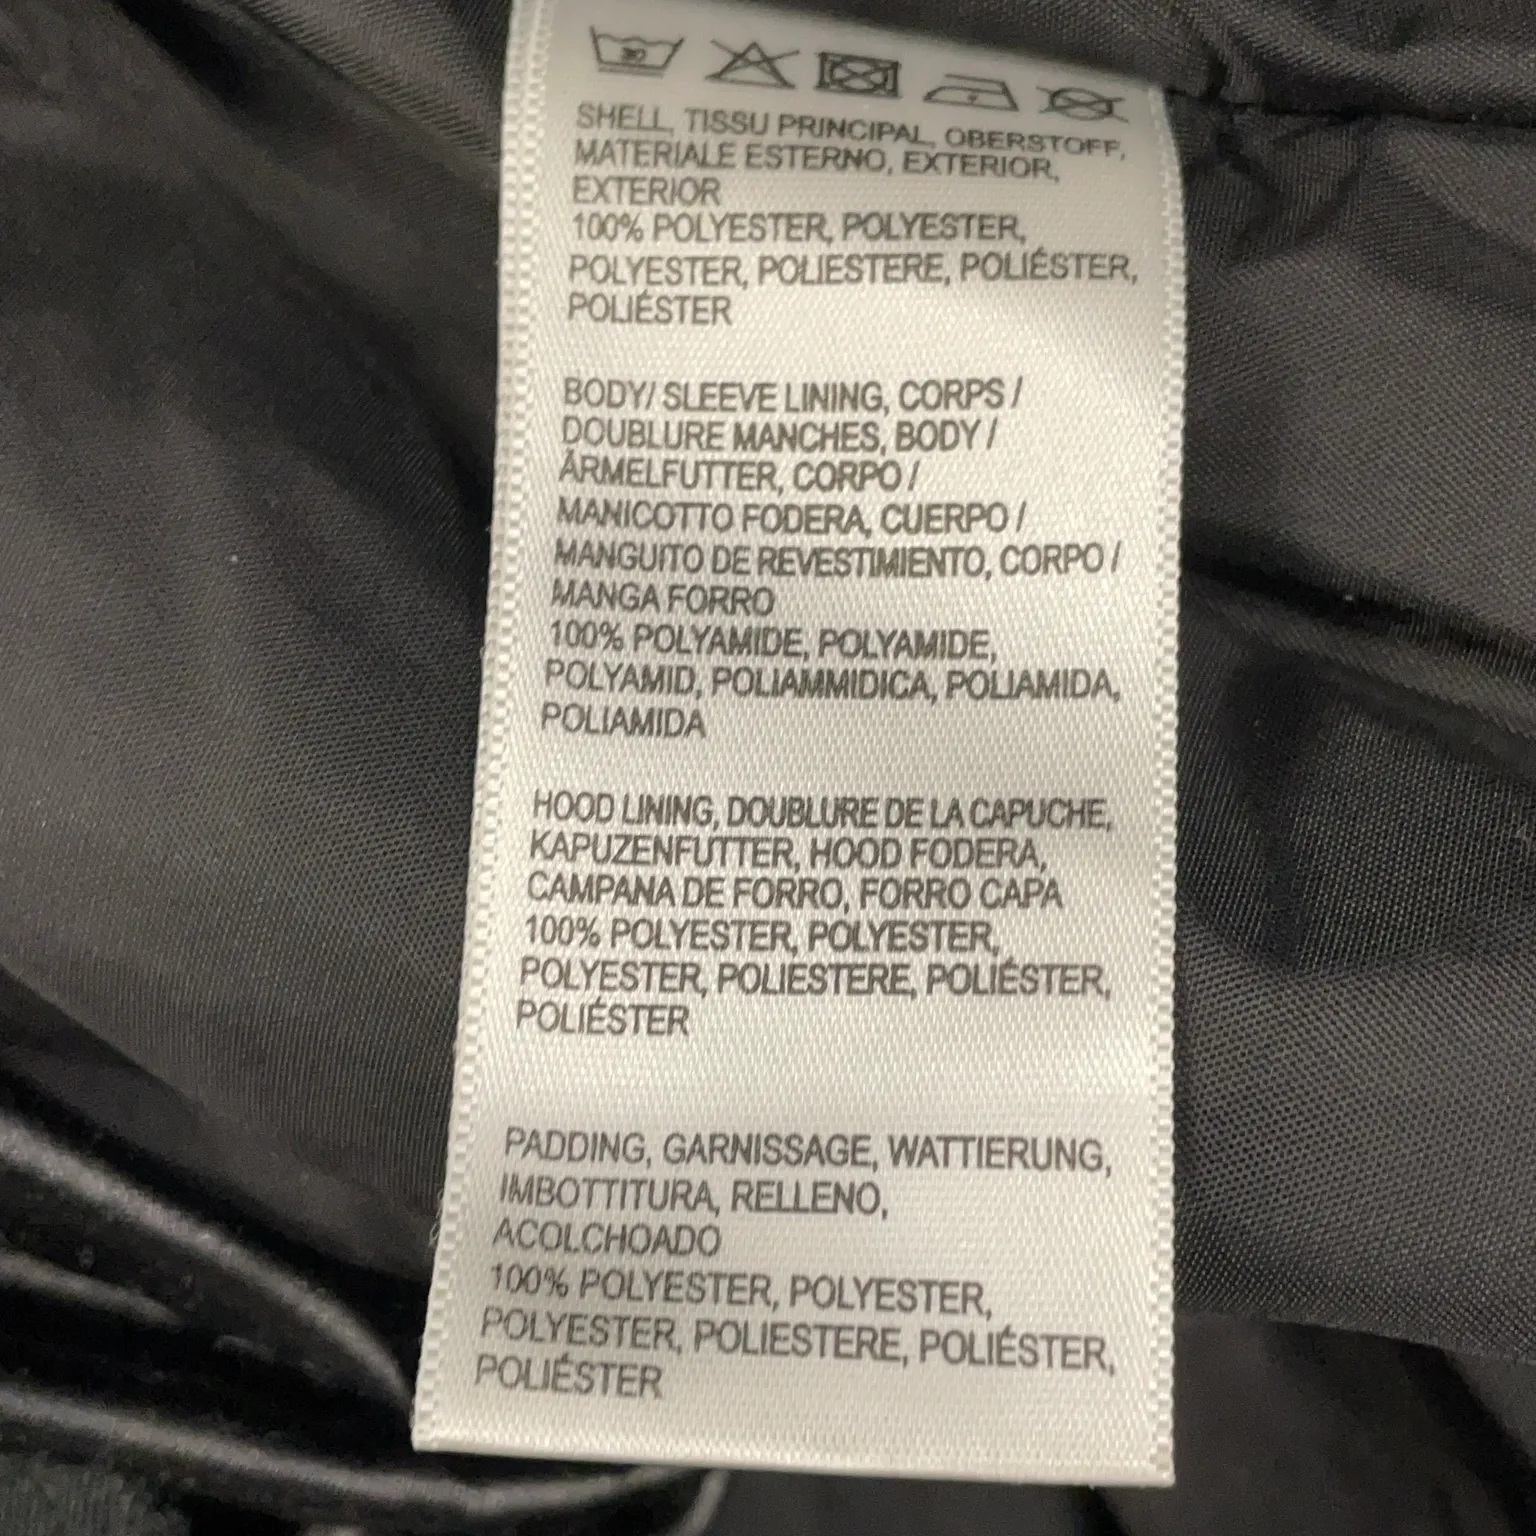 30
SHELL, TISSU PRINCIPAL, OBERSTOFF,
MATERIALE ESTERNO, EXTERIOR,
EXTERIOR
100% POLYESTER, POLYESTER,
POLYESTER, POLIESTERE, POLIÉSTER,
POLIÉSTER
BODY/ SLEEVE LINING, CORPS /
DOUBLURE MANCHES, BODY /
ÄRMELFUTTER, CORPO /
MANICOTTO FODERA, CUERPO /
MANGUITO DE REVESTIMIENTO, CORPO /
MANGA FORRO
100% POLYAMIDE, POLYAMIDE,
POLYAMID, POLIAMMIDICA, POLIAMIDA,
POLIAMIDA
HOOD LINING, DOUBLURE DE LA CAPUCHE,
KAPUZENFUTTER, HOOD FODERA,
CAMPANA DE FORRO, FORRO CAPA
100% POLYESTER, POLYESTER,
POLYESTER, POLIESTERE, POLIÉSTER,
POLIÉSTER
PADDING, GARNISSAGE, WATTIERUNG,
IMBOTTITURA, RELLENO,
ACOLCHOADO
100% POLYESTER, POLYESTER,
POLYESTER, POLIESTERE, POLIÉSTER,
POLIÉSTER